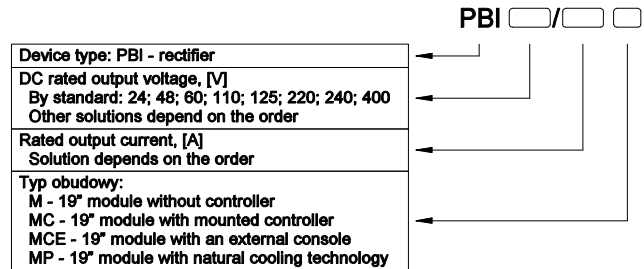 PBI /
Device type: PBI - rectifier
DC rated output voltage, [V]
By standard: 24; 48; 60; 110; 125; 220; 240; 400
Other solutions depend on the order
Rated output current, [A]
Solution depends on the order
Typ obudowy:
M - 19” module without controller
MC - 19” module with mounted controller
MCE - 19” module with an external console
MP - 19” module with natural cooling technology